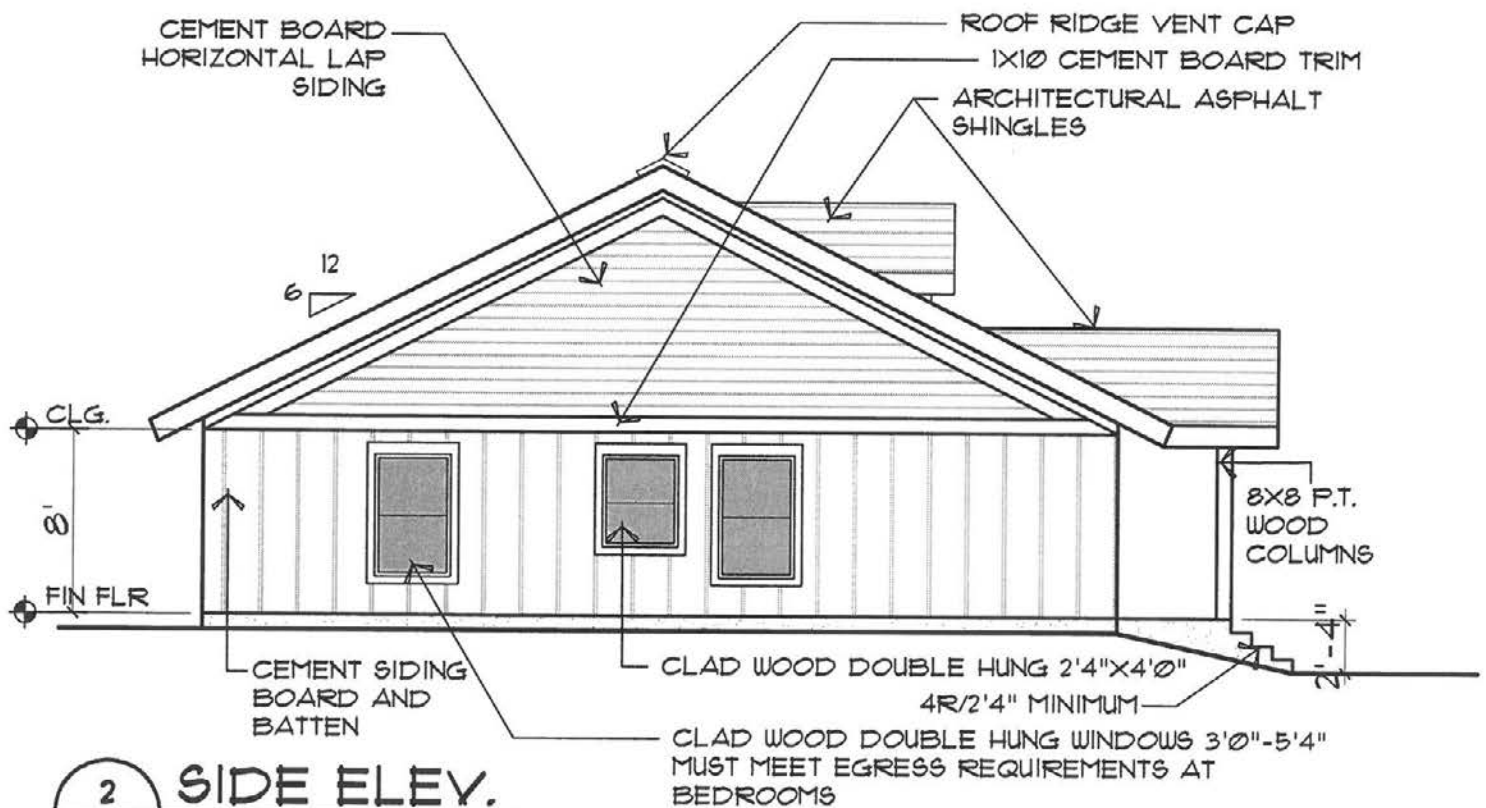 CEMENT BOARD
HORIZONTAL LAP
SIDING
ROOF RIDGE VENT CAP
1X1Ø CEMENT BOARD TRIM
ARCHITECTURAL ASPHALT
SHINGLES
12
6
CLG.
8'
FIN FLR
8X8 P.T.
WOOD
COLUMNS
2'-4"
CEMENT SIDING
BOARD AND
BATTEN
CLAD WOOD DOUBLE HUNG 2'4"X4'Ø"
4R/2'4" MINIMUM
CLAD WOOD DOUBLE HUNG WINDOWS 3'Ø"-5'4"
MUST MEET EGRESS REQUIREMENTS AT
BEDROOMS
2
SIDE ELEV.